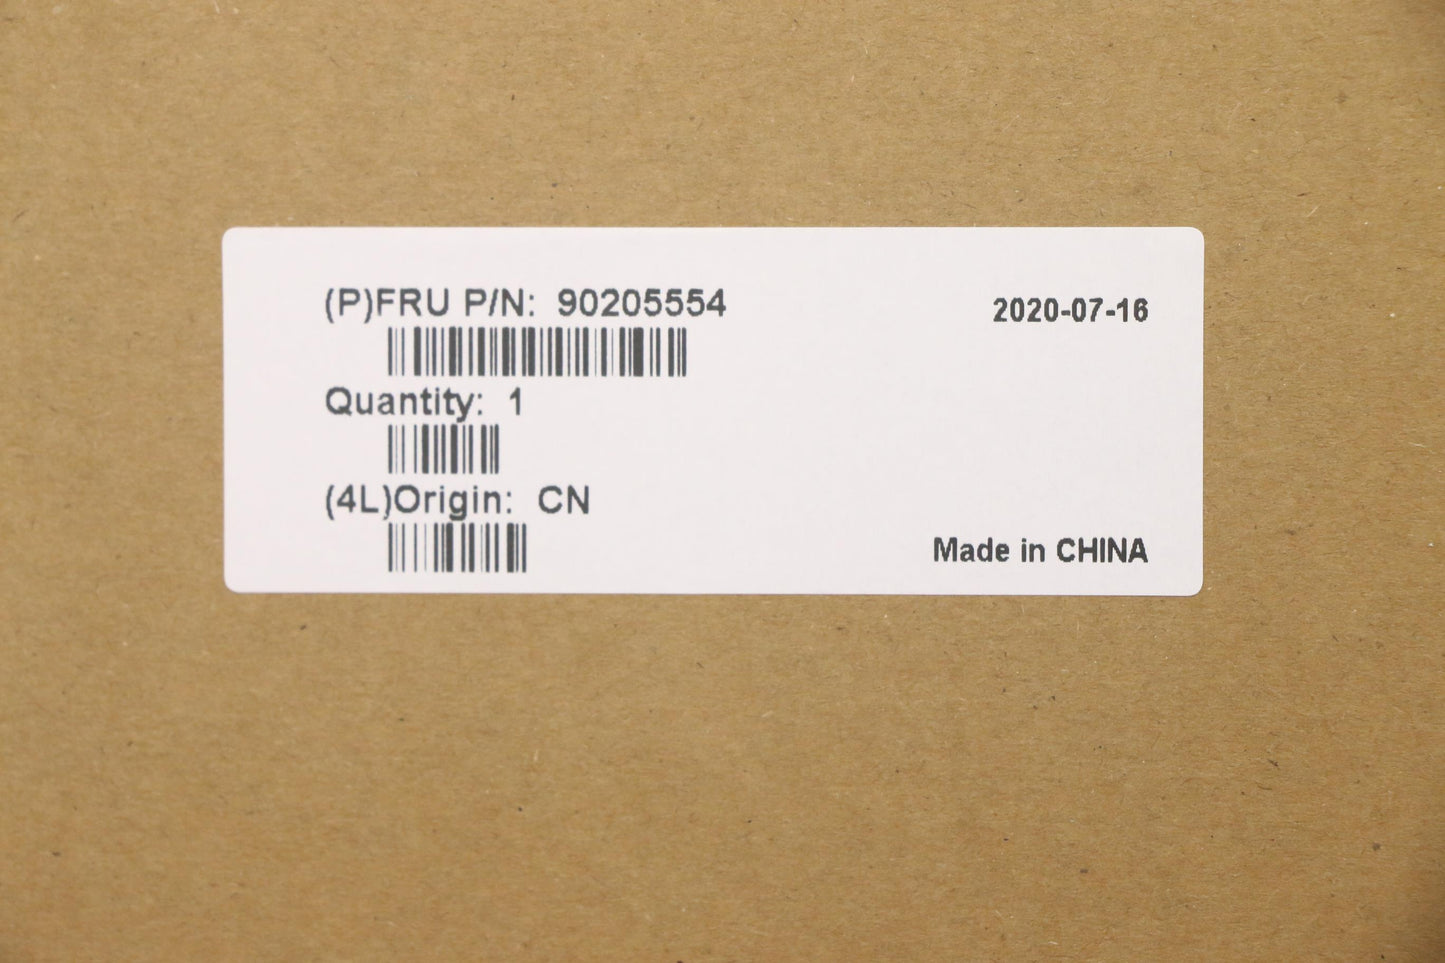 (P)FRU P/N: 90205554
2020-07-16
Quantity: 1
(4L)Origin: CN
Made in CHINA